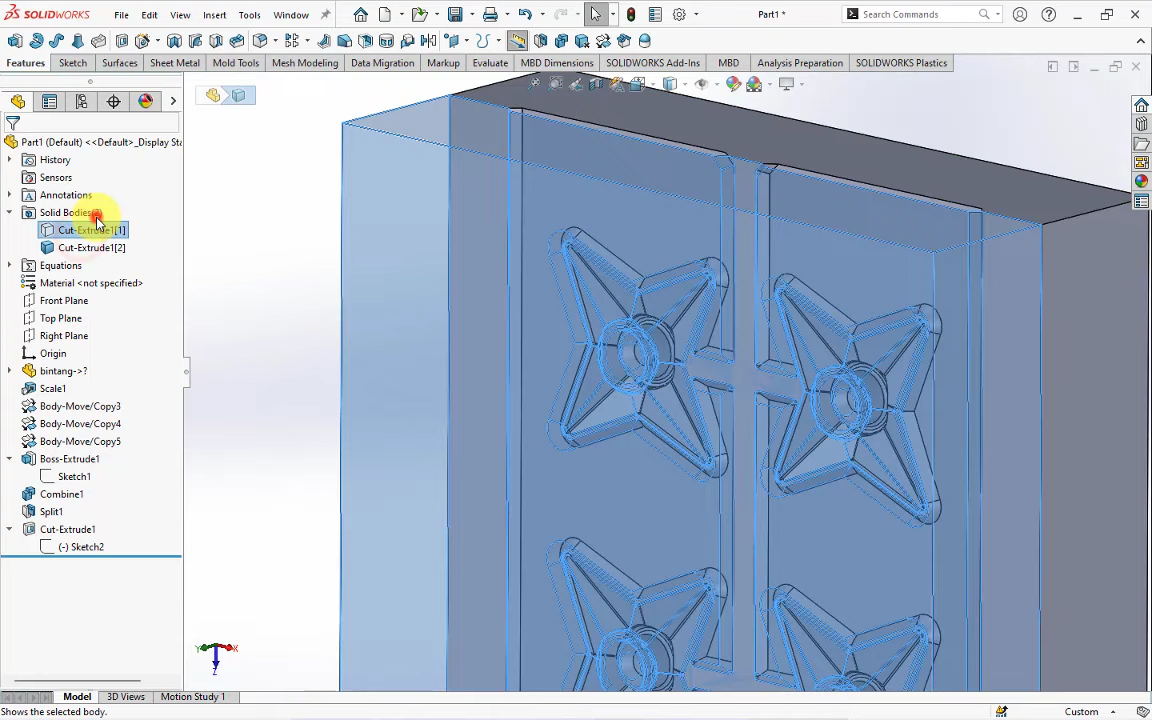 SOLIDWORKS File Edit View Insert Tools Window Part1 * Search Commands
Features Sketch Surfaces Sheet Metal Mold Tools Mesh Modeling Data Migration Markup Evaluate MBD Dimensions SOLIDWORKS Add-Ins MBD Analysis Preparation SOLIDWORKS Plastics
Part1 (Default) <<Default>_Display Sta
History
Sensors
Annotations
Solid Bodies
Cut-Extrude1[1]
Cut-Extrude1[2]
Equations
Material <not specified>
Front Plane
Top Plane
Right Plane
Origin
bintang->?
Scale1
Body-Move/Copy3
Body-Move/Copy4
Body-Move/Copy5
Boss-Extrude1
Sketch1
Combine1
Split1
Cut-Extrude1
(-) Sketch2
Y X
Z
Model 3D Views Motion Study 1
Shows the selected body. Custom